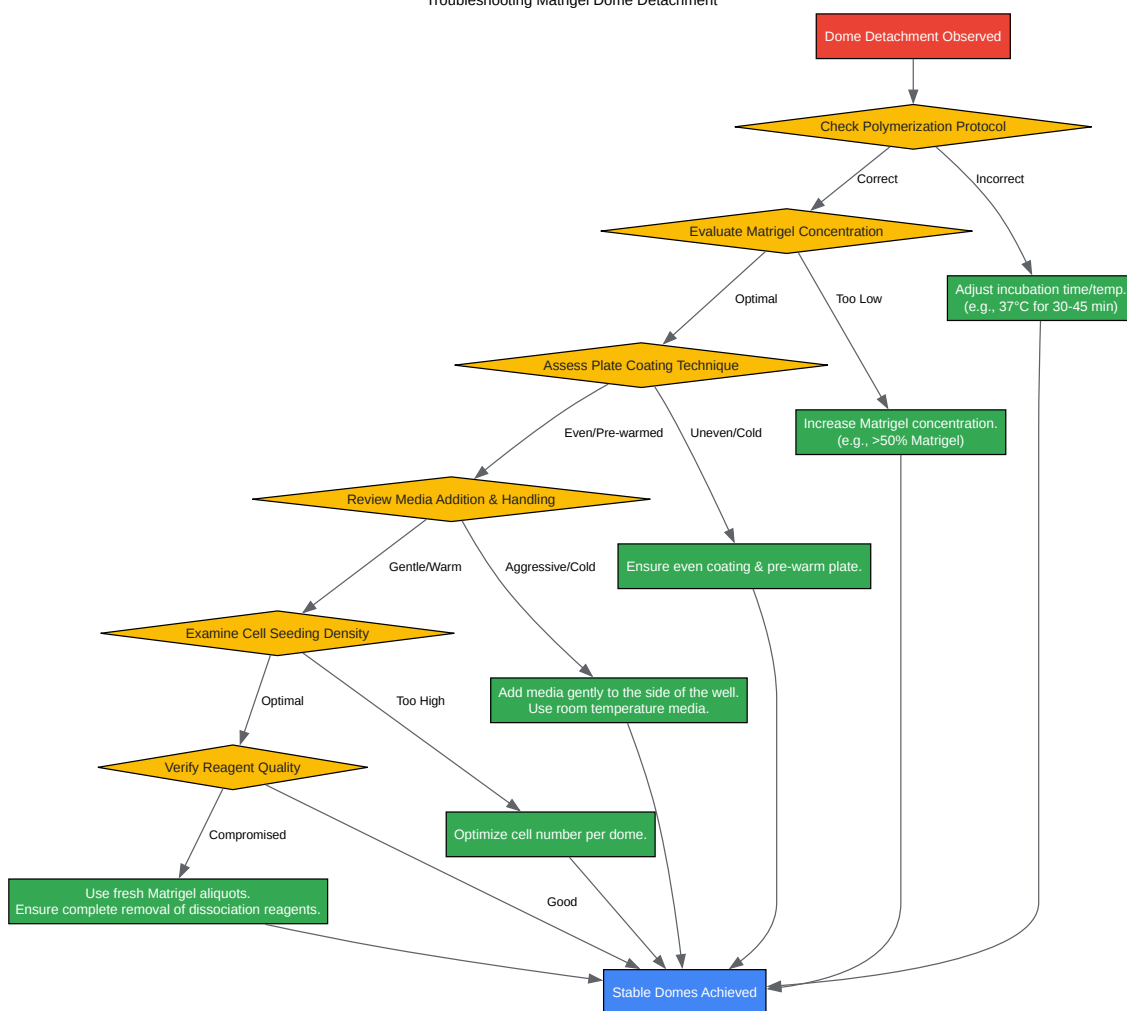 Troubleshooting Matrigel Dome Detachment
Dome Detachment Observed
Check Polymerization Protocol
Correct
Incorrect
Evaluate Matrigel Concentration
Adjust incubation time/temp.
(e.g., 37°C for 30-45 min)
Optimal
Too Low
Assess Plate Coating Technique
Increase Matrigel concentration.
(e.g., >50% Matrigel)
Even/Pre-warmed
Uneven/Cold
Review Media Addition & Handling
Ensure even coating & pre-warm plate.
Gentle/Warm
Aggressive/Cold
Examine Cell Seeding Density
Add media gently to the side of the well.
Use room temperature media.
Optimal
Too High
Verify Reagent Quality
Optimize cell number per dome.
Compromised
Use fresh Matrigel aliquots.
Ensure complete removal of dissociation reagents.
Good
Stable Domes Achieved